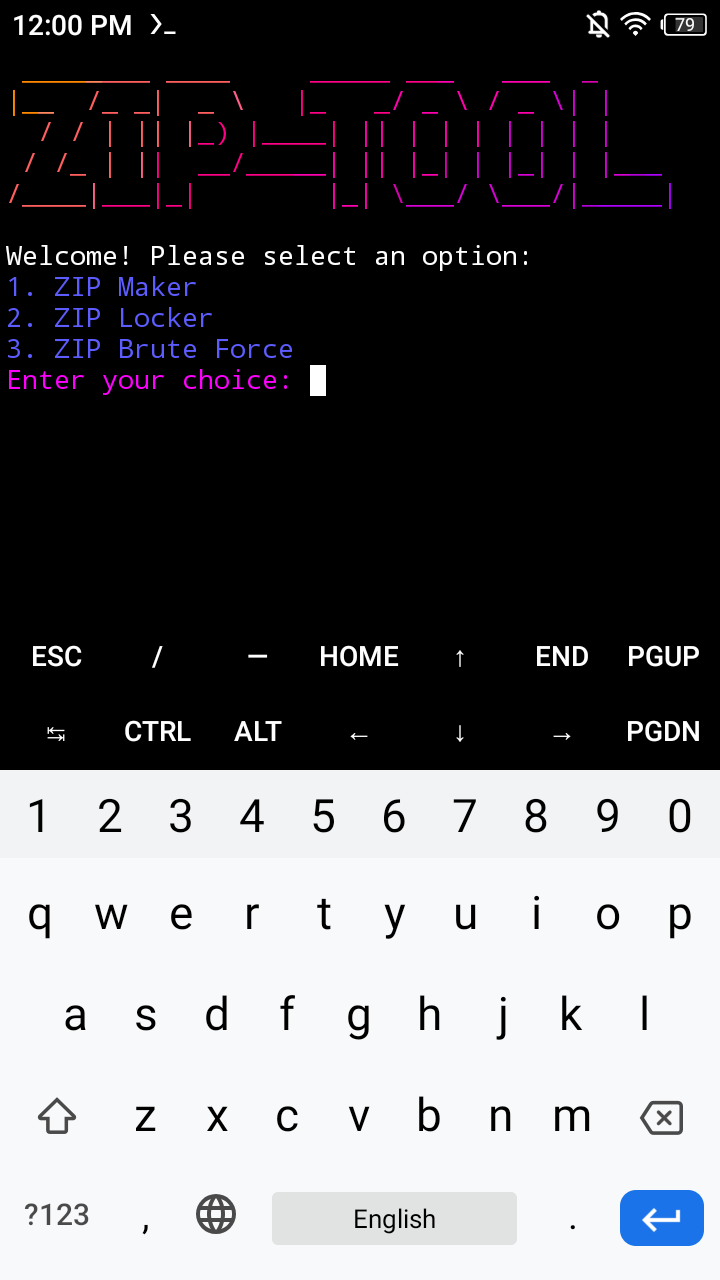 12:00 PM
79
ZIP-TOOL
Welcome! Please select an option:
1. ZIP Maker
2. ZIP Locker
3. ZIP Brute Force
Enter your choice:
ESC / — HOME ↑ END PGUP
↹ CTRL ALT ← ↓ → PGDN
1 2 3 4 5 6 7 8 9 0
q w e r t y u i o p
a s d f g h j k l
z x c v b n m
?123 , English .